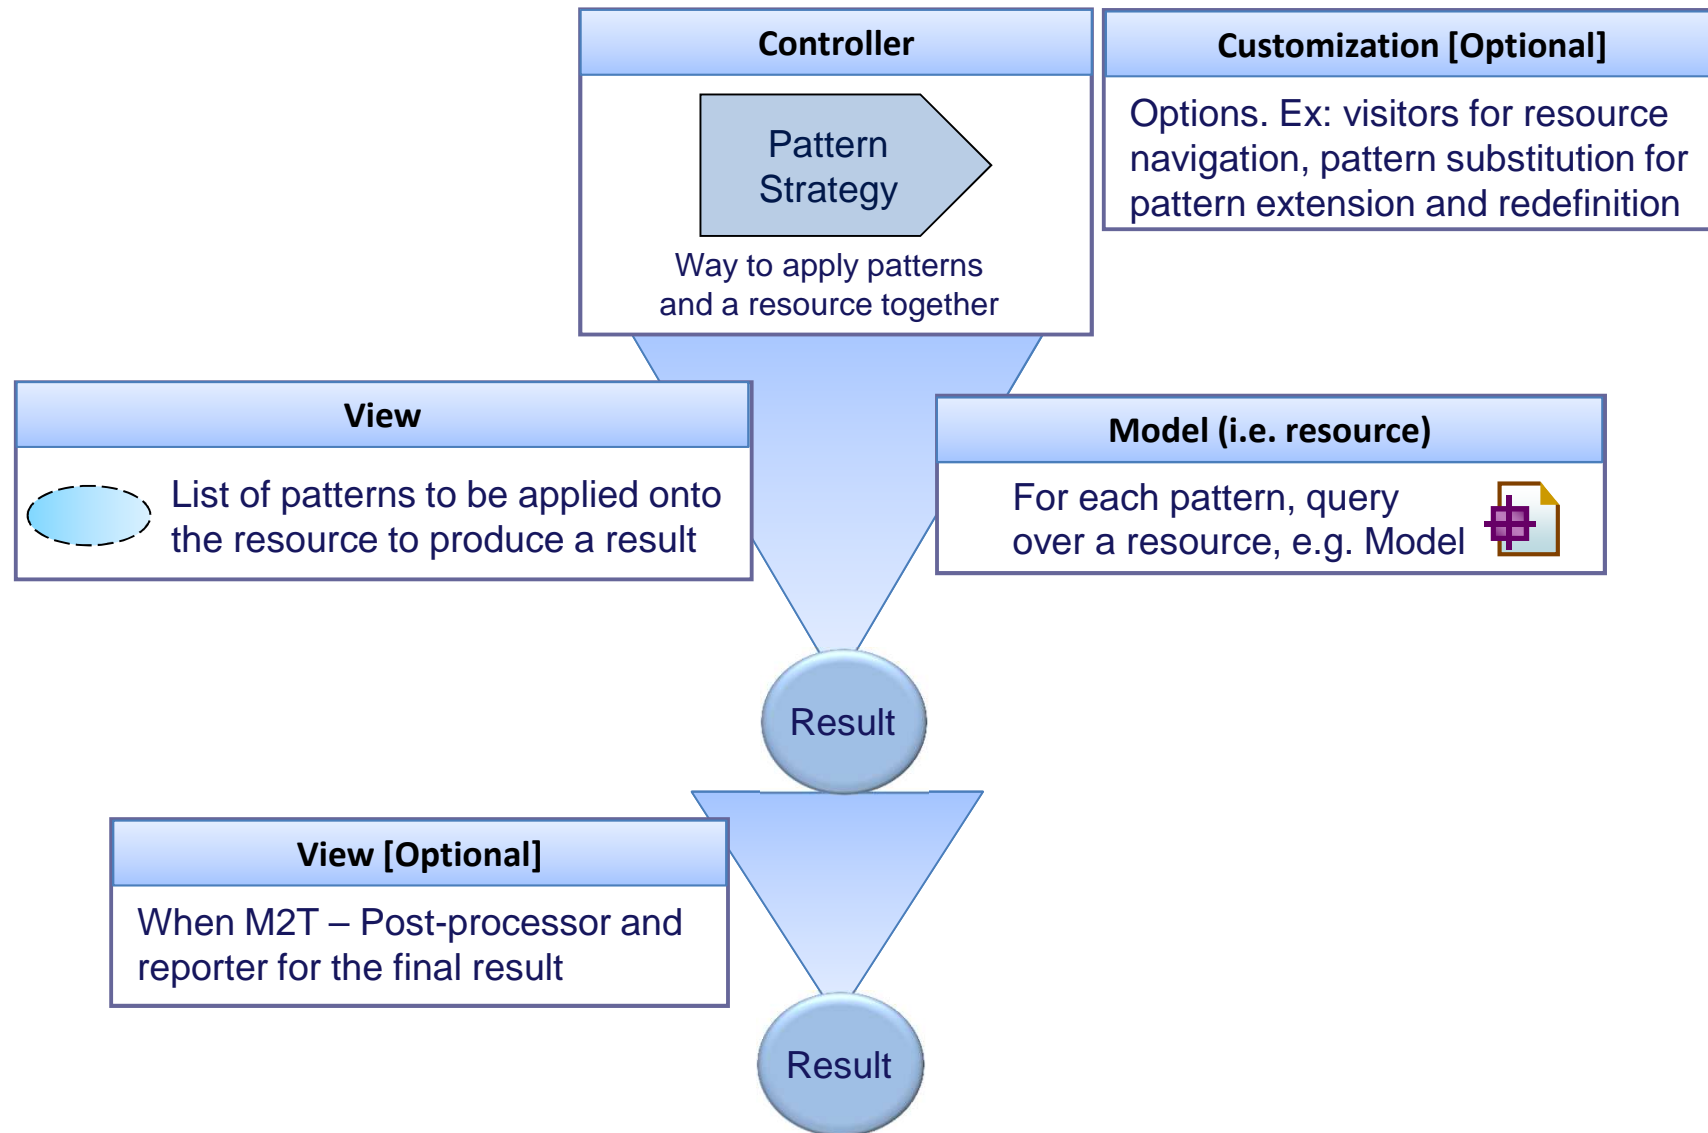 Controller
Pattern
Strategy
Way to apply patterns
and a resource together
Customization [Optional]
Options. Ex: visitors for resource
navigation, pattern substitution for
pattern extension and redefinition
View
List of patterns to be applied onto
the resource to produce a result
Model (i.e. resource)
For each pattern, query
over a resource, e.g. Model
Result
View [Optional]
When M2T – Post-processor and
reporter for the final result
Result